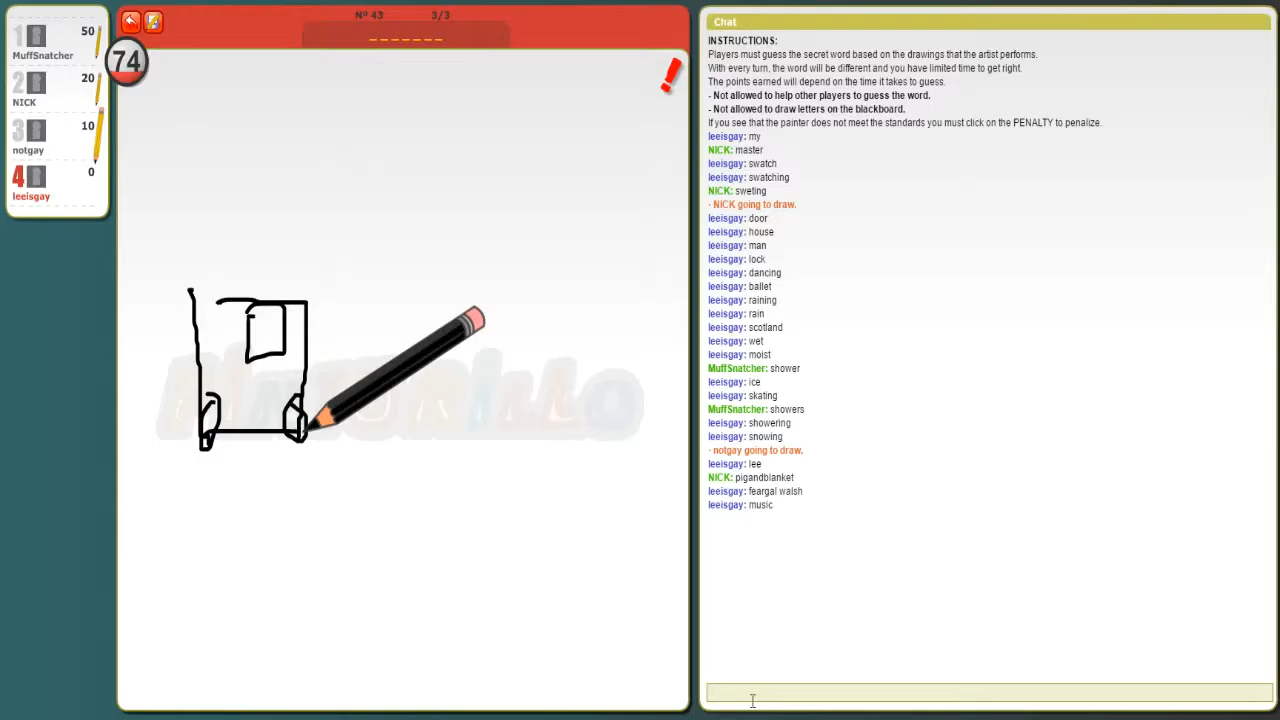 1 50
MuffSnatcher
2 20
NICK
3 10
notgay
4 0
leeisgay
74
Nº 43 3/3
_ _ _ _ _ _ _
Chat
INSTRUCTIONS:
Players must guess the secret word based on the drawings that the artist performs.
With every turn, the word will be different and you have limited time to get right.
The points earned will depend on the time it takes to guess.
- Not allowed to help other players to guess the word.
- Not allowed to draw letters on the blackboard.
If you see that the painter does not meet the standards you must click on the PENALTY to penalize.
leeisgay: my
NICK: master
leeisgay: swatch
leeisgay: swatching
NICK: sweting
· NICK going to draw.
leeisgay: door
leeisgay: house
leeisgay: man
leeisgay: lock
leeisgay: dancing
leeisgay: ballet
leeisgay: raining
leeisgay: rain
leeisgay: scotland
leeisgay: wet
leeisgay: moist
MuffSnatcher: shower
leeisgay: ice
leeisgay: skating
MuffSnatcher: showers
leeisgay: showering
leeisgay: snowing
· notgay going to draw.
leeisgay: lee
NICK: pigandblanket
leeisgay: feargal walsh
leeisgay: music